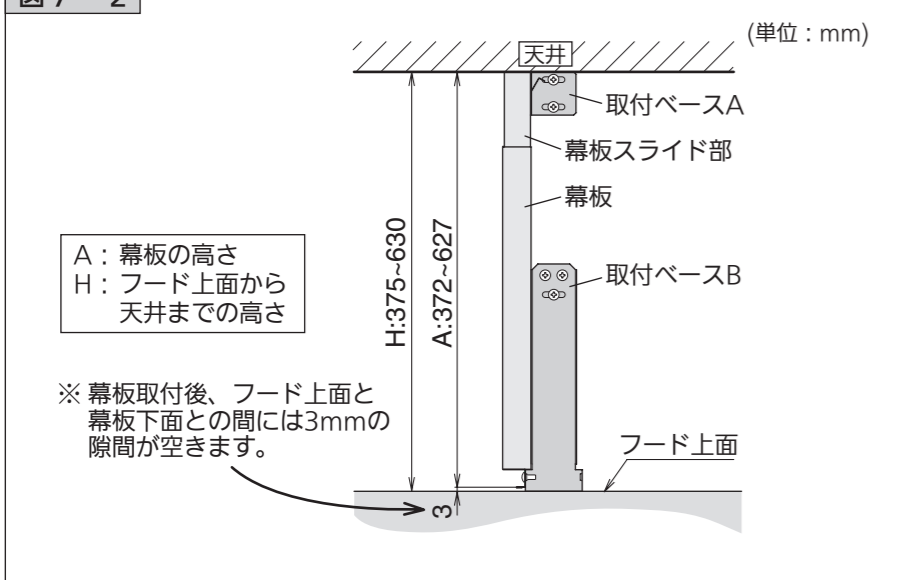 図7－2
(単位：mm)
天井
取付ベースA
幕板スライド部
幕板
取付ベースB
H:375~630
A:372~627
A：幕板の高さ
H：フード上面から
天井までの高さ
※ 幕板取付後、フード上面と
幕板下面との間には3mmの
隙間が空きます。
フード上面
3